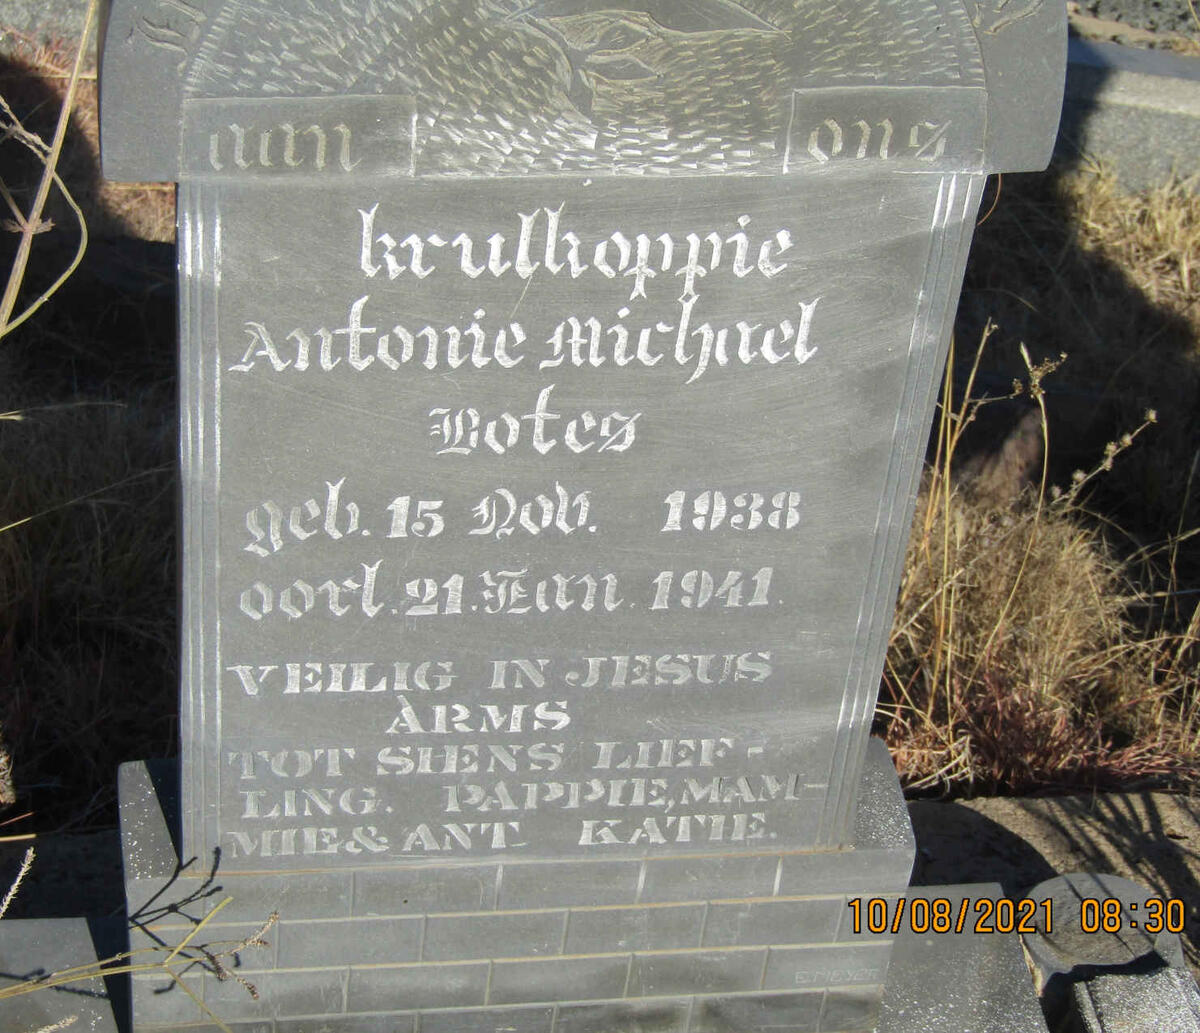 aan ons
krulkoppie
Antonie Michael
Botes
geb. 15 Nov. 1938
oorl. 21. Jan. 1941.
VEILIG IN JESUS
ARMS
TOT SIENS LIEF-
LING. PAPPIE, MAM-
MIE & ANT. KATIE.
10/08/2021 08:30